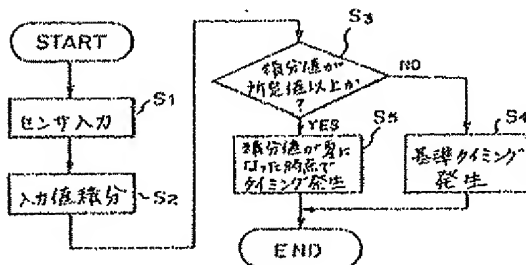 START
S1
センサ入力
入力値積分
S2
S3
積分値が
所定値以上か
?
NO
YES
S5
積分値が
なった時点で
タイミング発生
S4
基準タイミング
発生
END